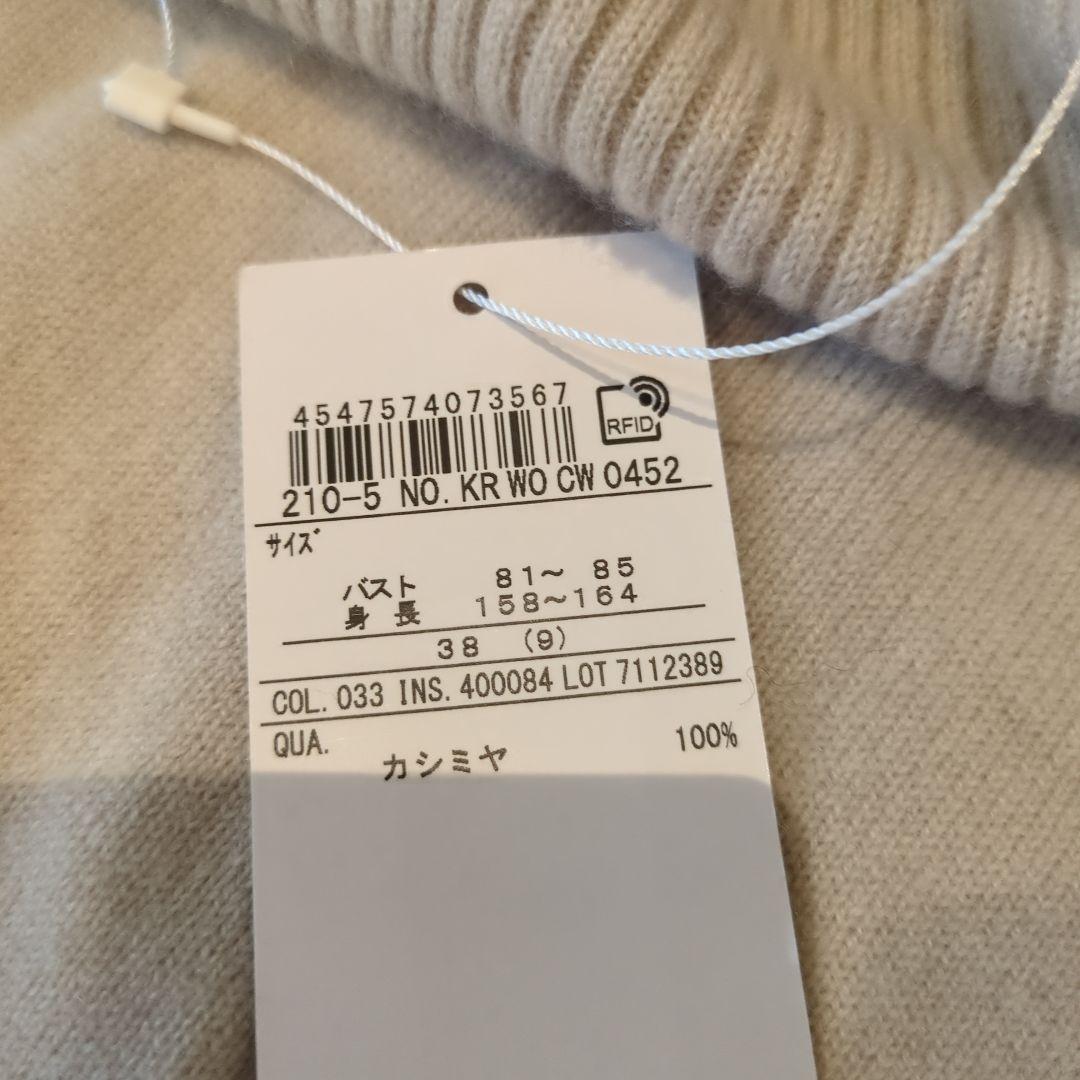 4547574073567
RFID
210-5 NO. KR WO CW 0452
サイズ
バスト 81～ 85
身長 158～164
38 (9)
COL. 033 INS. 400084 LOT 7112389
QUA.
カシミヤ 100%